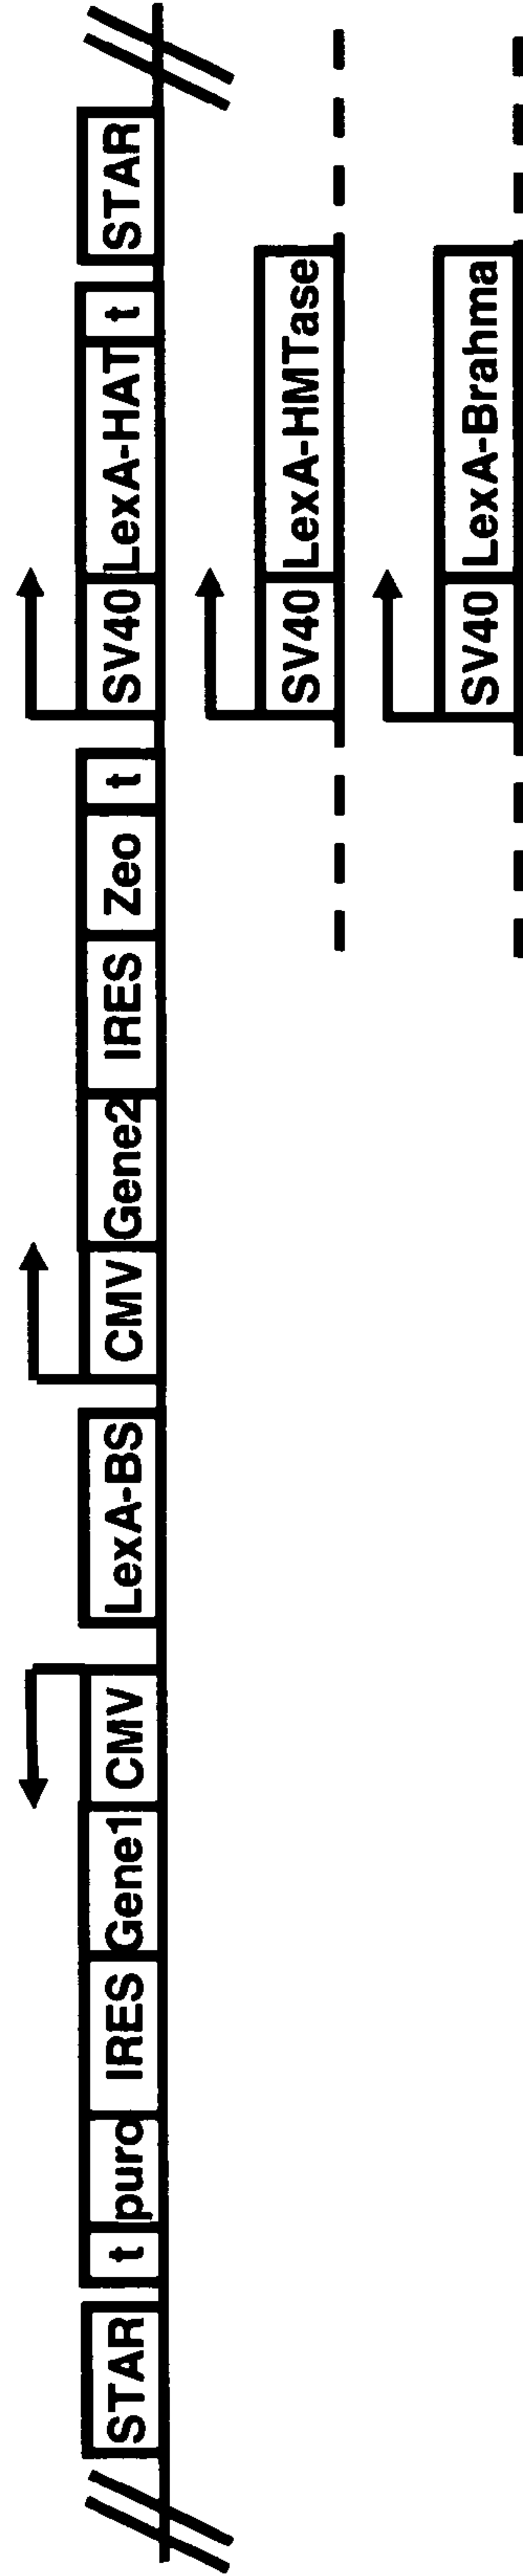 STAR t puro IRES Gene1 CMV LexA-BS CMV Gene2 IRES Zeo t SV40 LexA-HAT t STAR
SV40 LexA-HMTase
SV40 LexA-Brahma